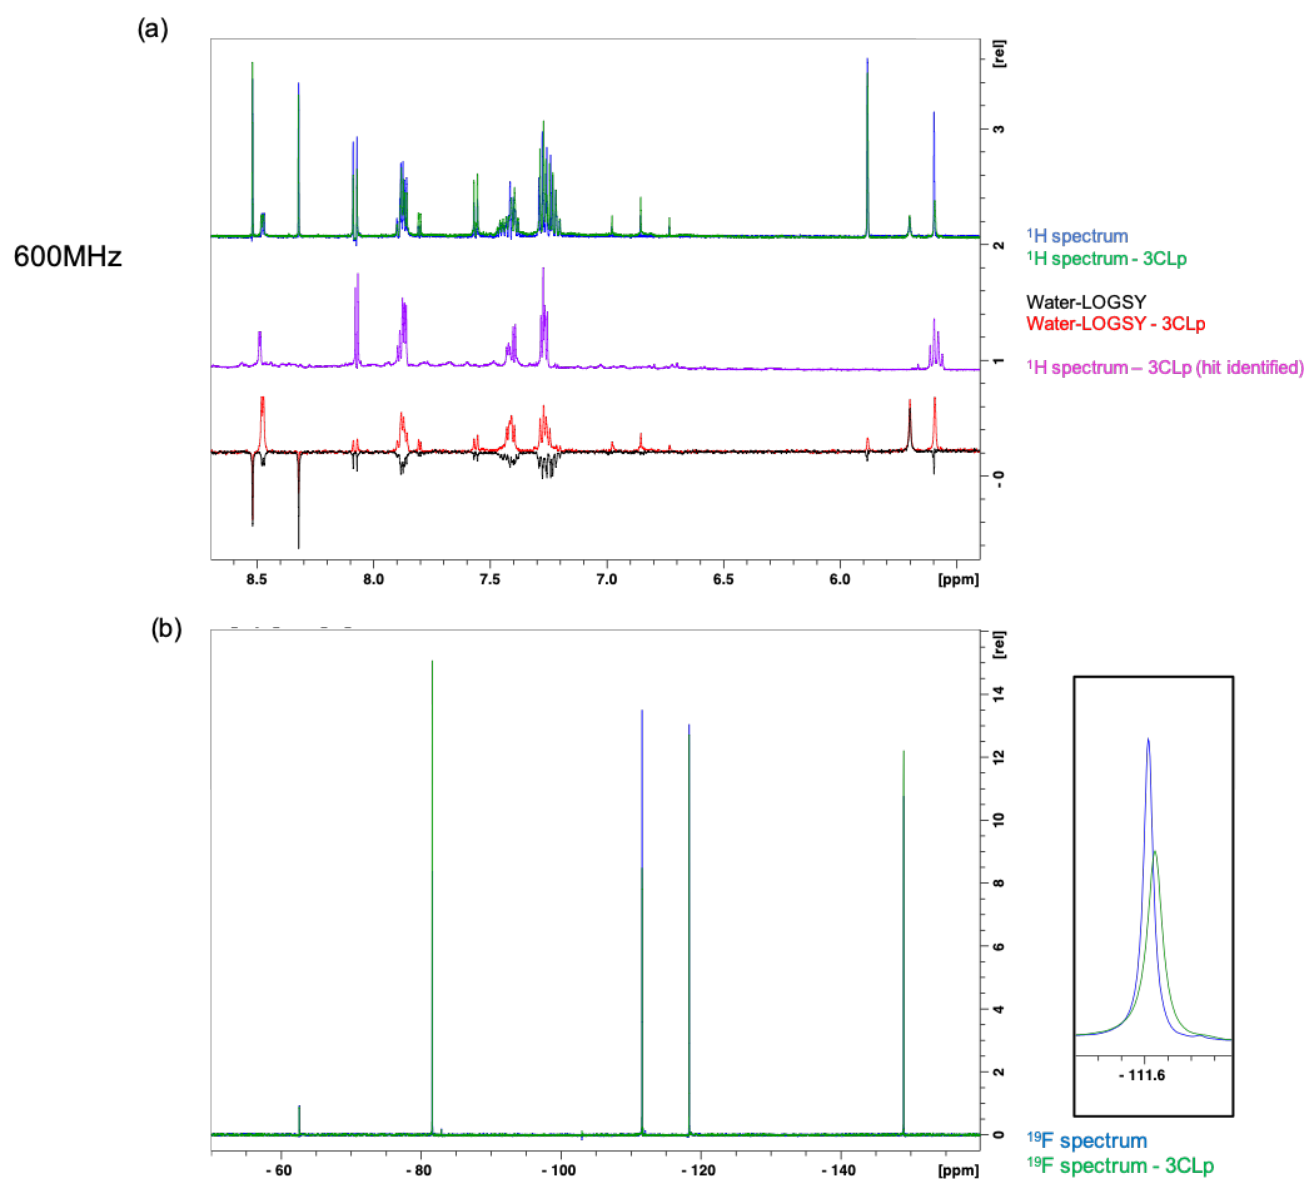 (a)
[rel]
3
2
1
- 0
600MHz
¹H spectrum
¹H spectrum - 3CLp
Water-LOGSY
Water-LOGSY - 3CLp
¹H spectrum – 3CLp (hit identified)
8.5 8.0 7.5 7.0 6.5 6.0 [ppm]
(b)
[rel]
14
12
10
8
6
4
2
0
- 60 - 80 - 100 - 120 - 140 [ppm]
- 111.6
¹⁹F spectrum
¹⁹F spectrum - 3CLp